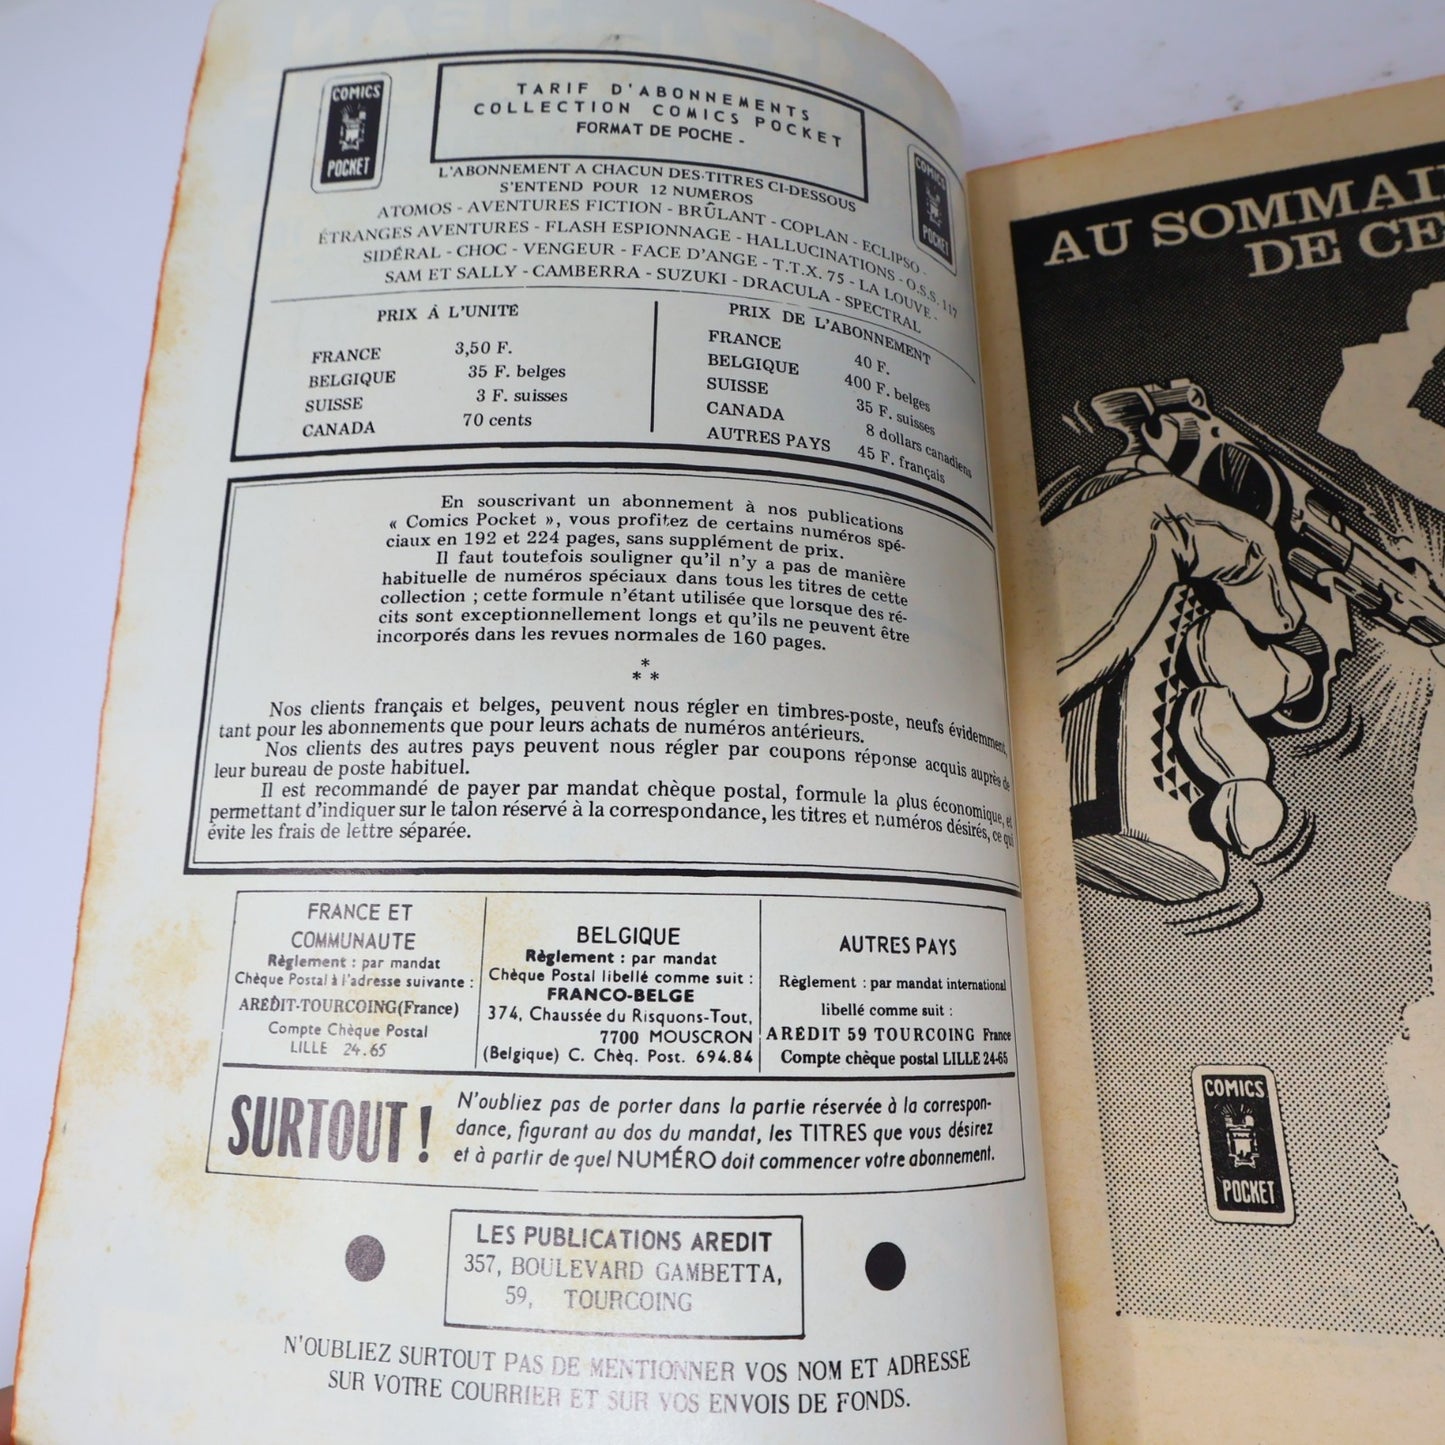 COMICS
POCKET
TARIF D'ABONNEMENTS
COLLECTION COMICS POCKET
FORMAT DE POCHE -
COMICS
POCKET
L'ABONNEMENT A CHACUN DES TITRES CI-DESSOUS
S'ENTEND POUR 12 NUMÉROS
ATOMOS - AVENTURES FICTION - BRÛLANT - COPLAN - ECLIPSO -
ÉTRANGES AVENTURES - FLASH ESPIONNAGE - HALLUCINATIONS - O.S.S. 117
SIDÉRAL - CHOC - VENGEUR - FACE D'ANGE - T.T.X. 75 - LA LOUVE -
SAM ET SALLY - CAMBERRA - SUZUKI - DRACULA - SPECTRAL
PRIX À L'UNITÉ
FRANCE 3,50 F.
BELGIQUE 35 F. belges
SUISSE 3 F. suisses
CANADA 70 cents
PRIX DE L'ABONNEMENT
FRANCE 40 F.
BELGIQUE 400 F. belges
SUISSE 35 F. suisses
CANADA 8 dollars canadiens
AUTRES PAYS 45 F. français
En souscrivant un abonnement à nos publications
« Comics Pocket », vous profitez de certains numéros spé-
ciaux en 192 et 224 pages, sans supplément de prix.
Il faut toutefois souligner qu'il n'y a pas de manière
habituelle de numéros spéciaux dans tous les titres de cette
collection ; cette formule n'étant utilisée que lorsque des ré-
cits sont exceptionnellement longs et qu'ils ne peuvent être
incorporés dans les revues normales de 160 pages.
*
* *
Nos clients français et belges, peuvent nous régler en timbres-poste, neufs évidemment,
tant pour les abonnements que pour leurs achats de numéros antérieurs.
Nos clients des autres pays peuvent nous régler par coupons réponse acquis auprès de
leur bureau de poste habituel.
Il est recommandé de payer par mandat chèque postal, formule la plus économique, et
permettant d'indiquer sur le talon réservé à la correspondance, les titres et numéros désirés, ce qui
évite les frais de lettre séparée.
FRANCE ET
COMMUNAUTE
Règlement : par mandat
Chèque Postal à l'adresse suivante :
ARÉDIT-TOURCOING (France)
Compte Chèque Postal
LILLE 24.65
BELGIQUE
Règlement : par mandat
Chèque Postal libellé comme suit :
FRANCO-BELGE
374, Chaussée du Risquons-Tout,
7700 MOUSCRON
(Belgique) C. Chèq. Post. 694.84
AUTRES PAYS
Règlement : par mandat international
libellé comme suit :
ARÉDIT 59 TOURCOING France
Compte chèque postal LILLE 24-65
SURTOUT !
N'oubliez pas de porter dans la partie réservée à la correspon-
dance, figurant au dos du mandat, les TITRES que vous désirez
et à partir de quel NUMÉRO doit commencer votre abonnement.
LES PUBLICATIONS AREDIT
357, BOULEVARD GAMBETTA,
59, TOURCOING
N'OUBLIEZ SURTOUT PAS DE MENTIONNER VOS NOM ET ADRESSE
SUR VOTRE COURRIER ET SUR VOS ENVOIS DE FONDS.
AU SOMMAI
DE CE
COMICS
POCKET